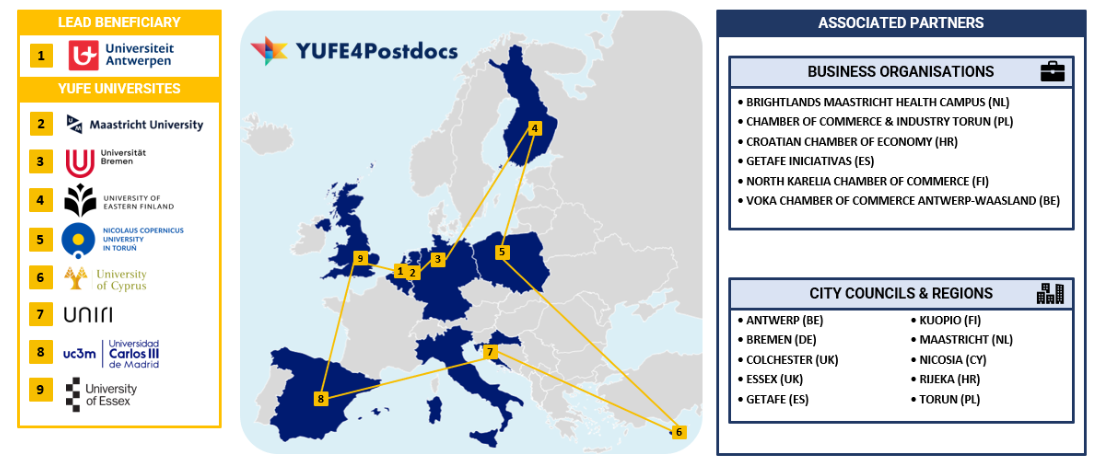 LEAD BENEFICIARY
1
Universiteit
Antwerpen
YUFE UNIVERSITES
2
UM
Maastricht University
3
Universität
Bremen
4
UNIVERSITY OF
EASTERN FINLAND
5
NICOLAUS COPERNICUS
UNIVERSITY
IN TORUŃ
6
University
of Cyprus
7
UNIRI
8
uc3m
Universidad
Carlos III
de Madrid
9
University
of Essex
YUFE4Postdocs
4
5
3
9
1
2
7
8
6
ASSOCIATED PARTNERS
BUSINESS ORGANISATIONS
• BRIGHTLANDS MAASTRICHT HEALTH CAMPUS (NL)
• CHAMBER OF COMMERCE & INDUSTRY TORUN (PL)
• CROATIAN CHAMBER OF ECONOMY (HR)
• GETAFE INICIATIVAS (ES)
• NORTH KARELIA CHAMBER OF COMMERCE (FI)
• VOKA CHAMBER OF COMMERCE ANTWERP-WAASLAND (BE)
CITY COUNCILS & REGIONS
• ANTWERP (BE)
• BREMEN (DE)
• COLCHESTER (UK)
• ESSEX (UK)
• GETAFE (ES)
• KUOPIO (FI)
• MAASTRICHT (NL)
• NICOSIA (CY)
• RIJEKA (HR)
• TORUN (PL)